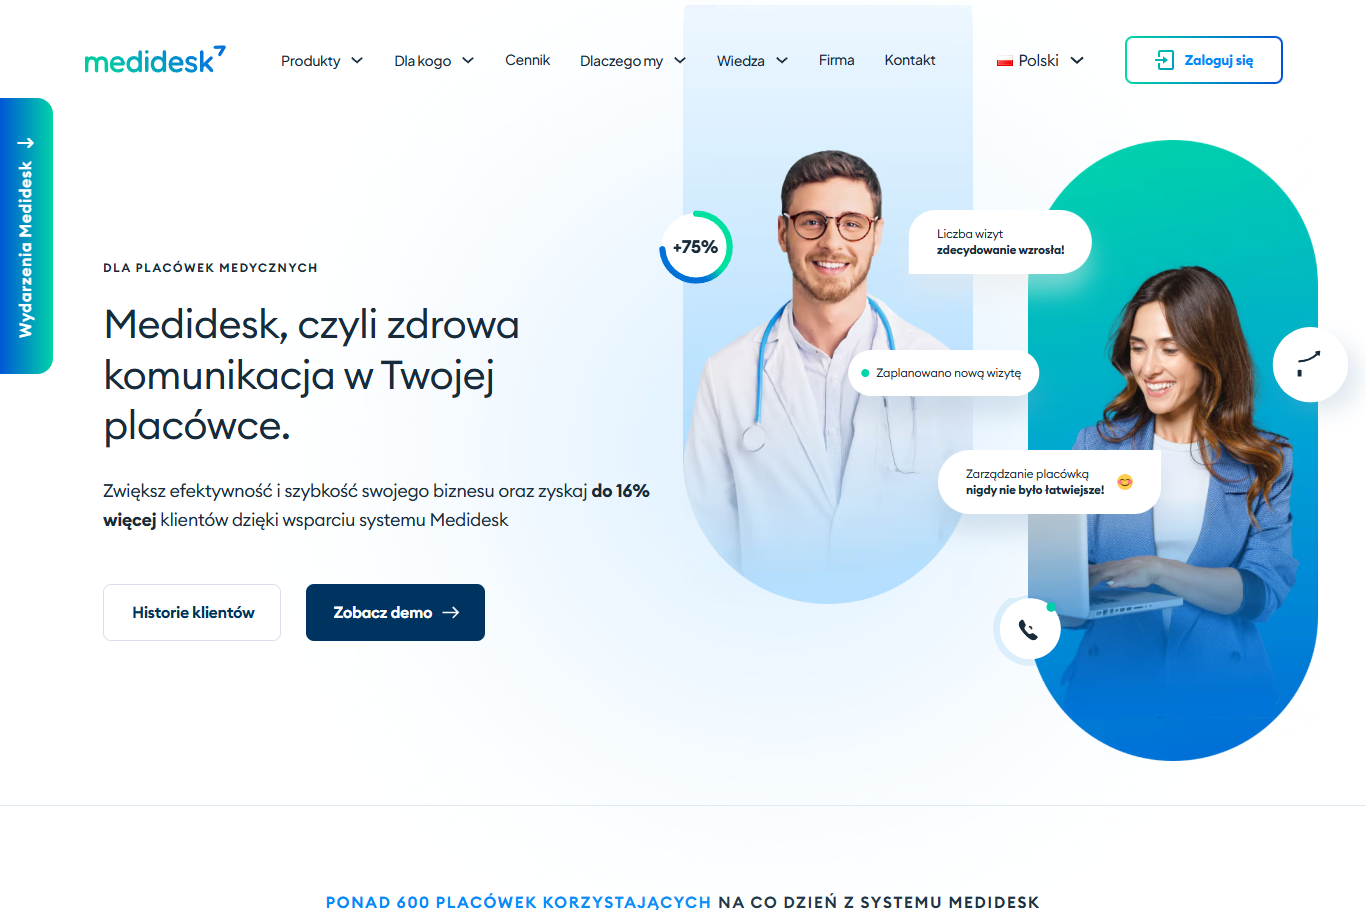 medidesk
Produkty
Dla kogo
Cennik
Dlaczego my
Wiedza
Firma
Kontakt
Polski
Zaloguj się
Wydarzenia Medidesk
+75%
Liczba wizyt
zdecydowanie wzrosła!
DLA PLACÓWEK MEDYCZNYCH
Medidesk, czyli zdrowa
komunikacja w Twojej
placówce.
Zaplanowano nową wizytę
Zarządzanie placówką
nigdy nie było łatwiejsze!
Zwiększ efektywność i szybkość swojego biznesu oraz zyskaj do 16%
więcej klientów dzięki wsparciu systemu Medidesk
Historie klientów
Zobacz demo
PONAD 600 PLACÓWEK KORZYSTAJĄCYCH NA CO DZIEŃ Z SYSTEMU MEDIDESK